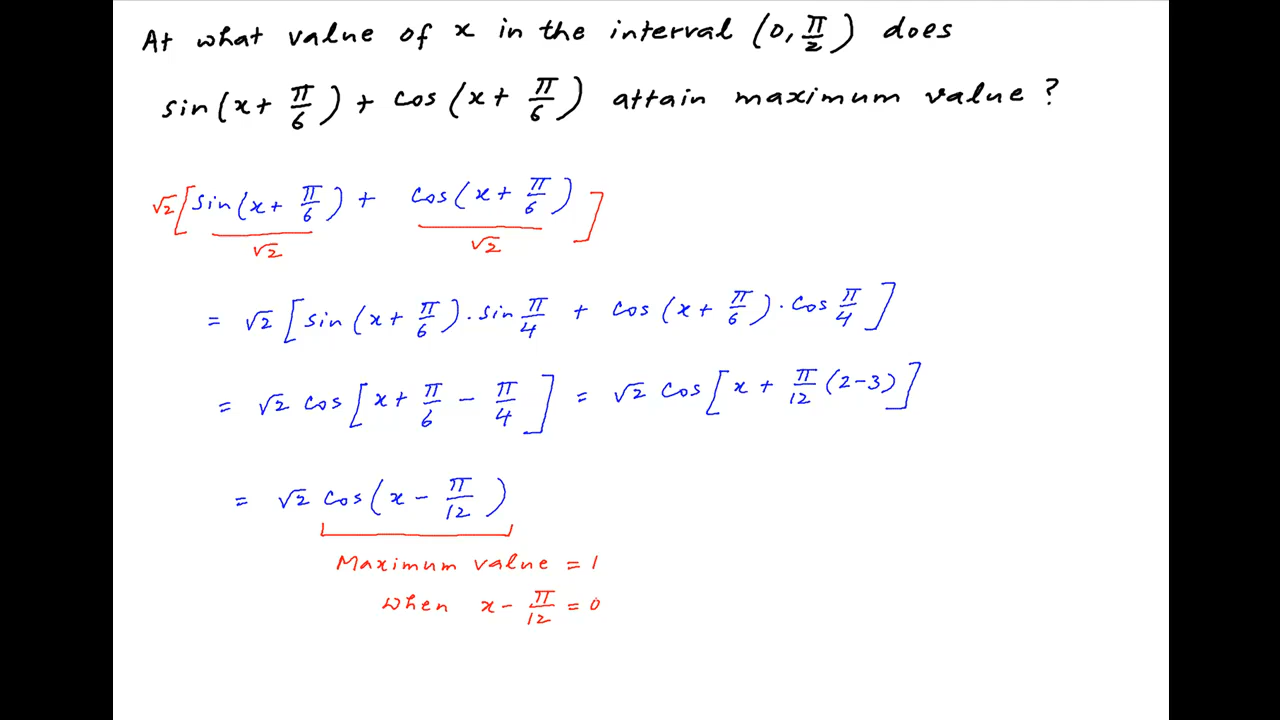 At what value of x in the interval (0, π/2) does
sin(x + π/6) + cos(x + π/6) attain maximum value ?
√2[sin(x + π/6)/√2 + cos(x + π/6)/√2]
= √2 [sin(x + π/6) · sin π/4 + cos(x + π/6) · cos π/4]
= √2 cos[x + π/6 − π/4] = √2 cos[x + π/12 (2−3)]
= √2 cos(x − π/12)
Maximum value = 1
when x − π/12 = 0